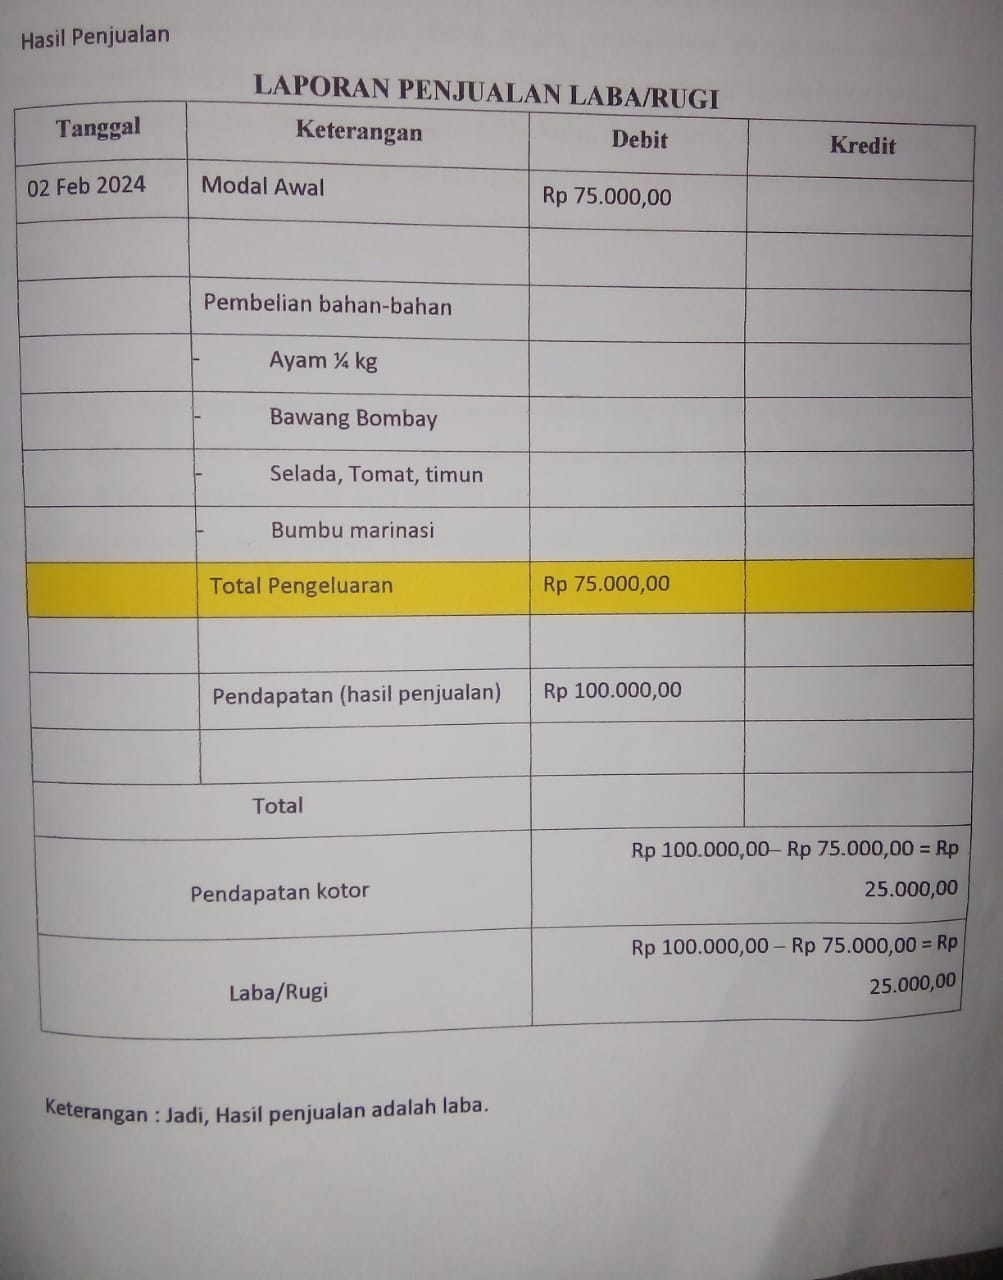 Hasil Penjualan
LAPORAN PENJUALAN LABA/RUGI
Tanggal Keterangan Debit Kredit
02 Feb 2024 Modal Awal Rp 75.000,00
Pembelian bahan-bahan
- Ayam ¼ kg
- Bawang Bombay
- Selada, Tomat, timun
- Bumbu marinasi
Total Pengeluaran Rp 75.000,00
Pendapatan (hasil penjualan) Rp 100.000,00
Total
Pendapatan kotor Rp 100.000,00– Rp 75.000,00 = Rp
25.000,00
Laba/Rugi Rp 100.000,00 – Rp 75.000,00 = Rp
25.000,00
Keterangan : Jadi, Hasil penjualan adalah laba.